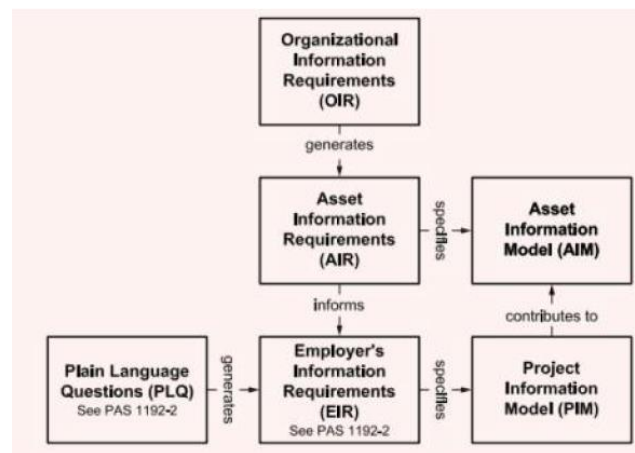 Organizational
Information
Requirements
(OIR)
generates
Asset
Information
Requirements
(AIR)
specifies
Asset
Information
Model (AIM)
informs
contributes to
Plain Language
Questions (PLQ)
See PAS 1192-2
generates
Employer's
Information
Requirements
(EIR)
See PAS 1192-2
specifies
Project
Information
Model (PIM)